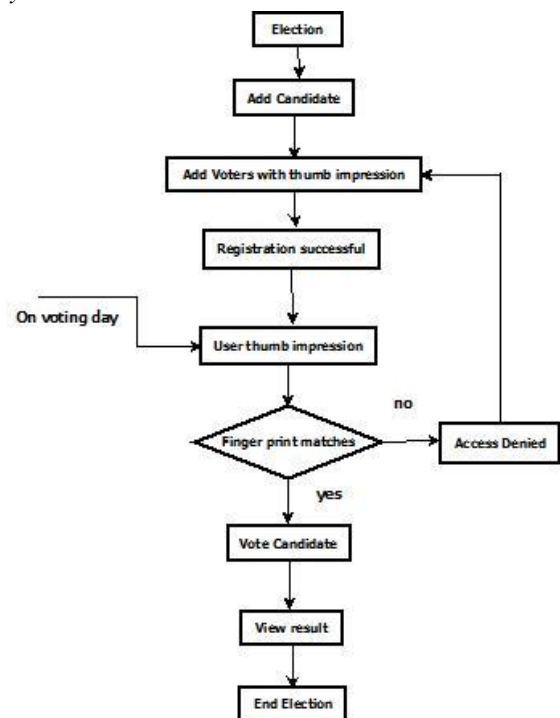 Election
Add Candidate
Add Voters with thumb impression
Registration successful
On voting day
User thumb impression
no
Finger print matches
Access Denied
yes
Vote Candidate
View result
End Election